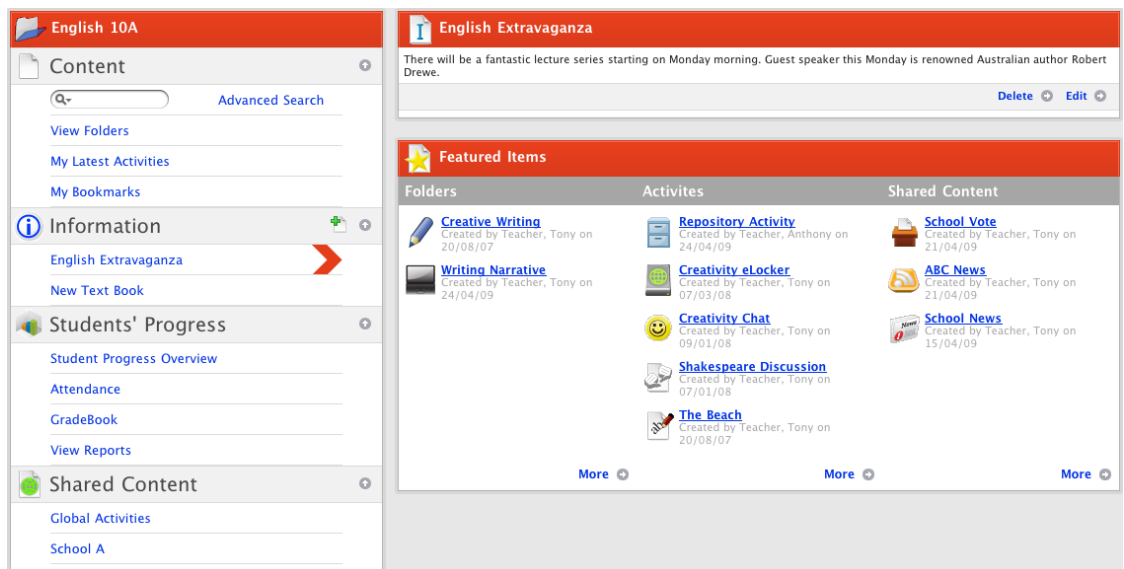 English 10A
Content
Advanced Search
View Folders
My Latest Activities
My Bookmarks
Information
English Extravaganza
New Text Book
Students' Progress
Student Progress Overview
Attendance
GradeBook
View Reports
Shared Content
Global Activities
School A
English Extravaganza
There will be a fantastic lecture series starting on Monday morning. Guest speaker this Monday is renowned Australian author Robert
Drewe.
Delete Edit
Featured Items
Folders
Creative Writing
Created by Teacher, Tony on
20/08/07
Writing Narrative
Created by Teacher, Tony on
24/04/09
More
Activites
Repository Activity
Created by Teacher, Anthony on
24/04/09
Creativity eLocker
Created by Teacher, Tony on
07/03/08
Creativity Chat
Created by Teacher, Tony on
09/01/08
Shakespeare Discussion
Created by Teacher, Tony on
07/01/08
The Beach
Created by Teacher, Tony on
20/08/07
More
Shared Content
School Vote
Created by Teacher, Tony on
21/04/09
ABC News
Created by Teacher, Tony on
21/04/09
News
School News
Created by Teacher, Tony on
15/04/09
More